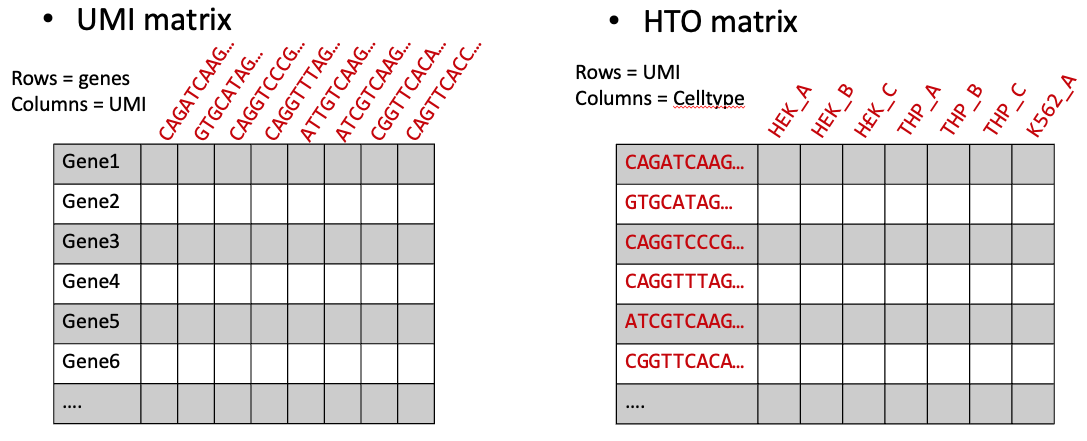 • UMI matrix
Rows = genes
Columns = UMI
CAGATCAAG...
GTGCATAG...
CAGGTCCCG...
CAGGTTTAG...
ATTGTCAAG...
ATCGTCAAG...
CGGTTCACA...
CAGTTCACC...
Gene1
Gene2
Gene3
Gene4
Gene5
Gene6
....
• HTO matrix
Rows = UMI
Columns = Celltype
HEK_A
HEK_B
HEK_C
THP_A
THP_B
THP_C
K562_A
CAGATCAAG...
GTGCATAG...
CAGGTCCCG...
CAGGTTTAG...
ATCGTCAAG...
CGGTTCACA...
....